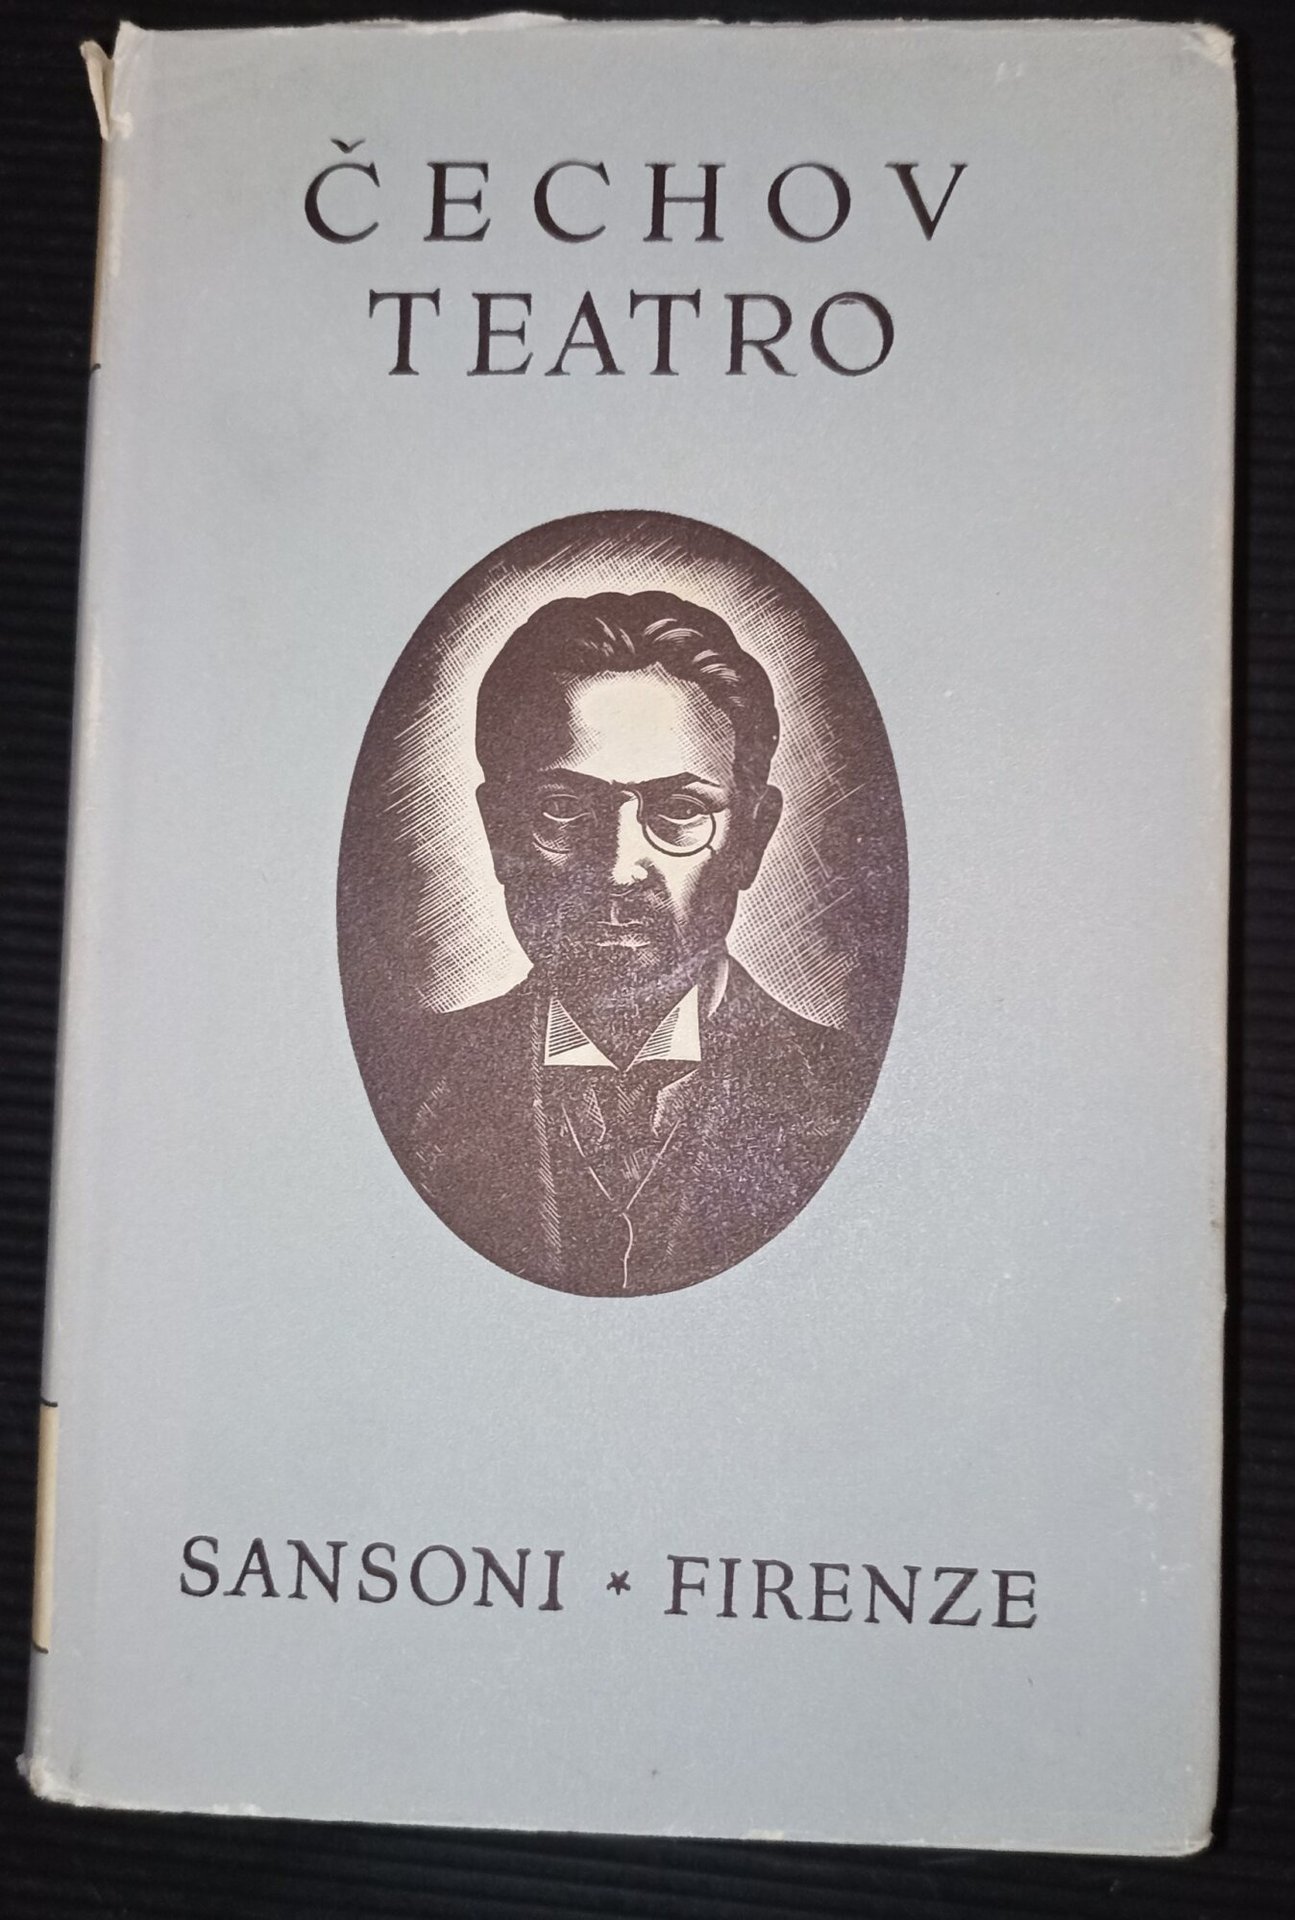 ČECHOV
TEATRO
SANSONI * FIRENZE